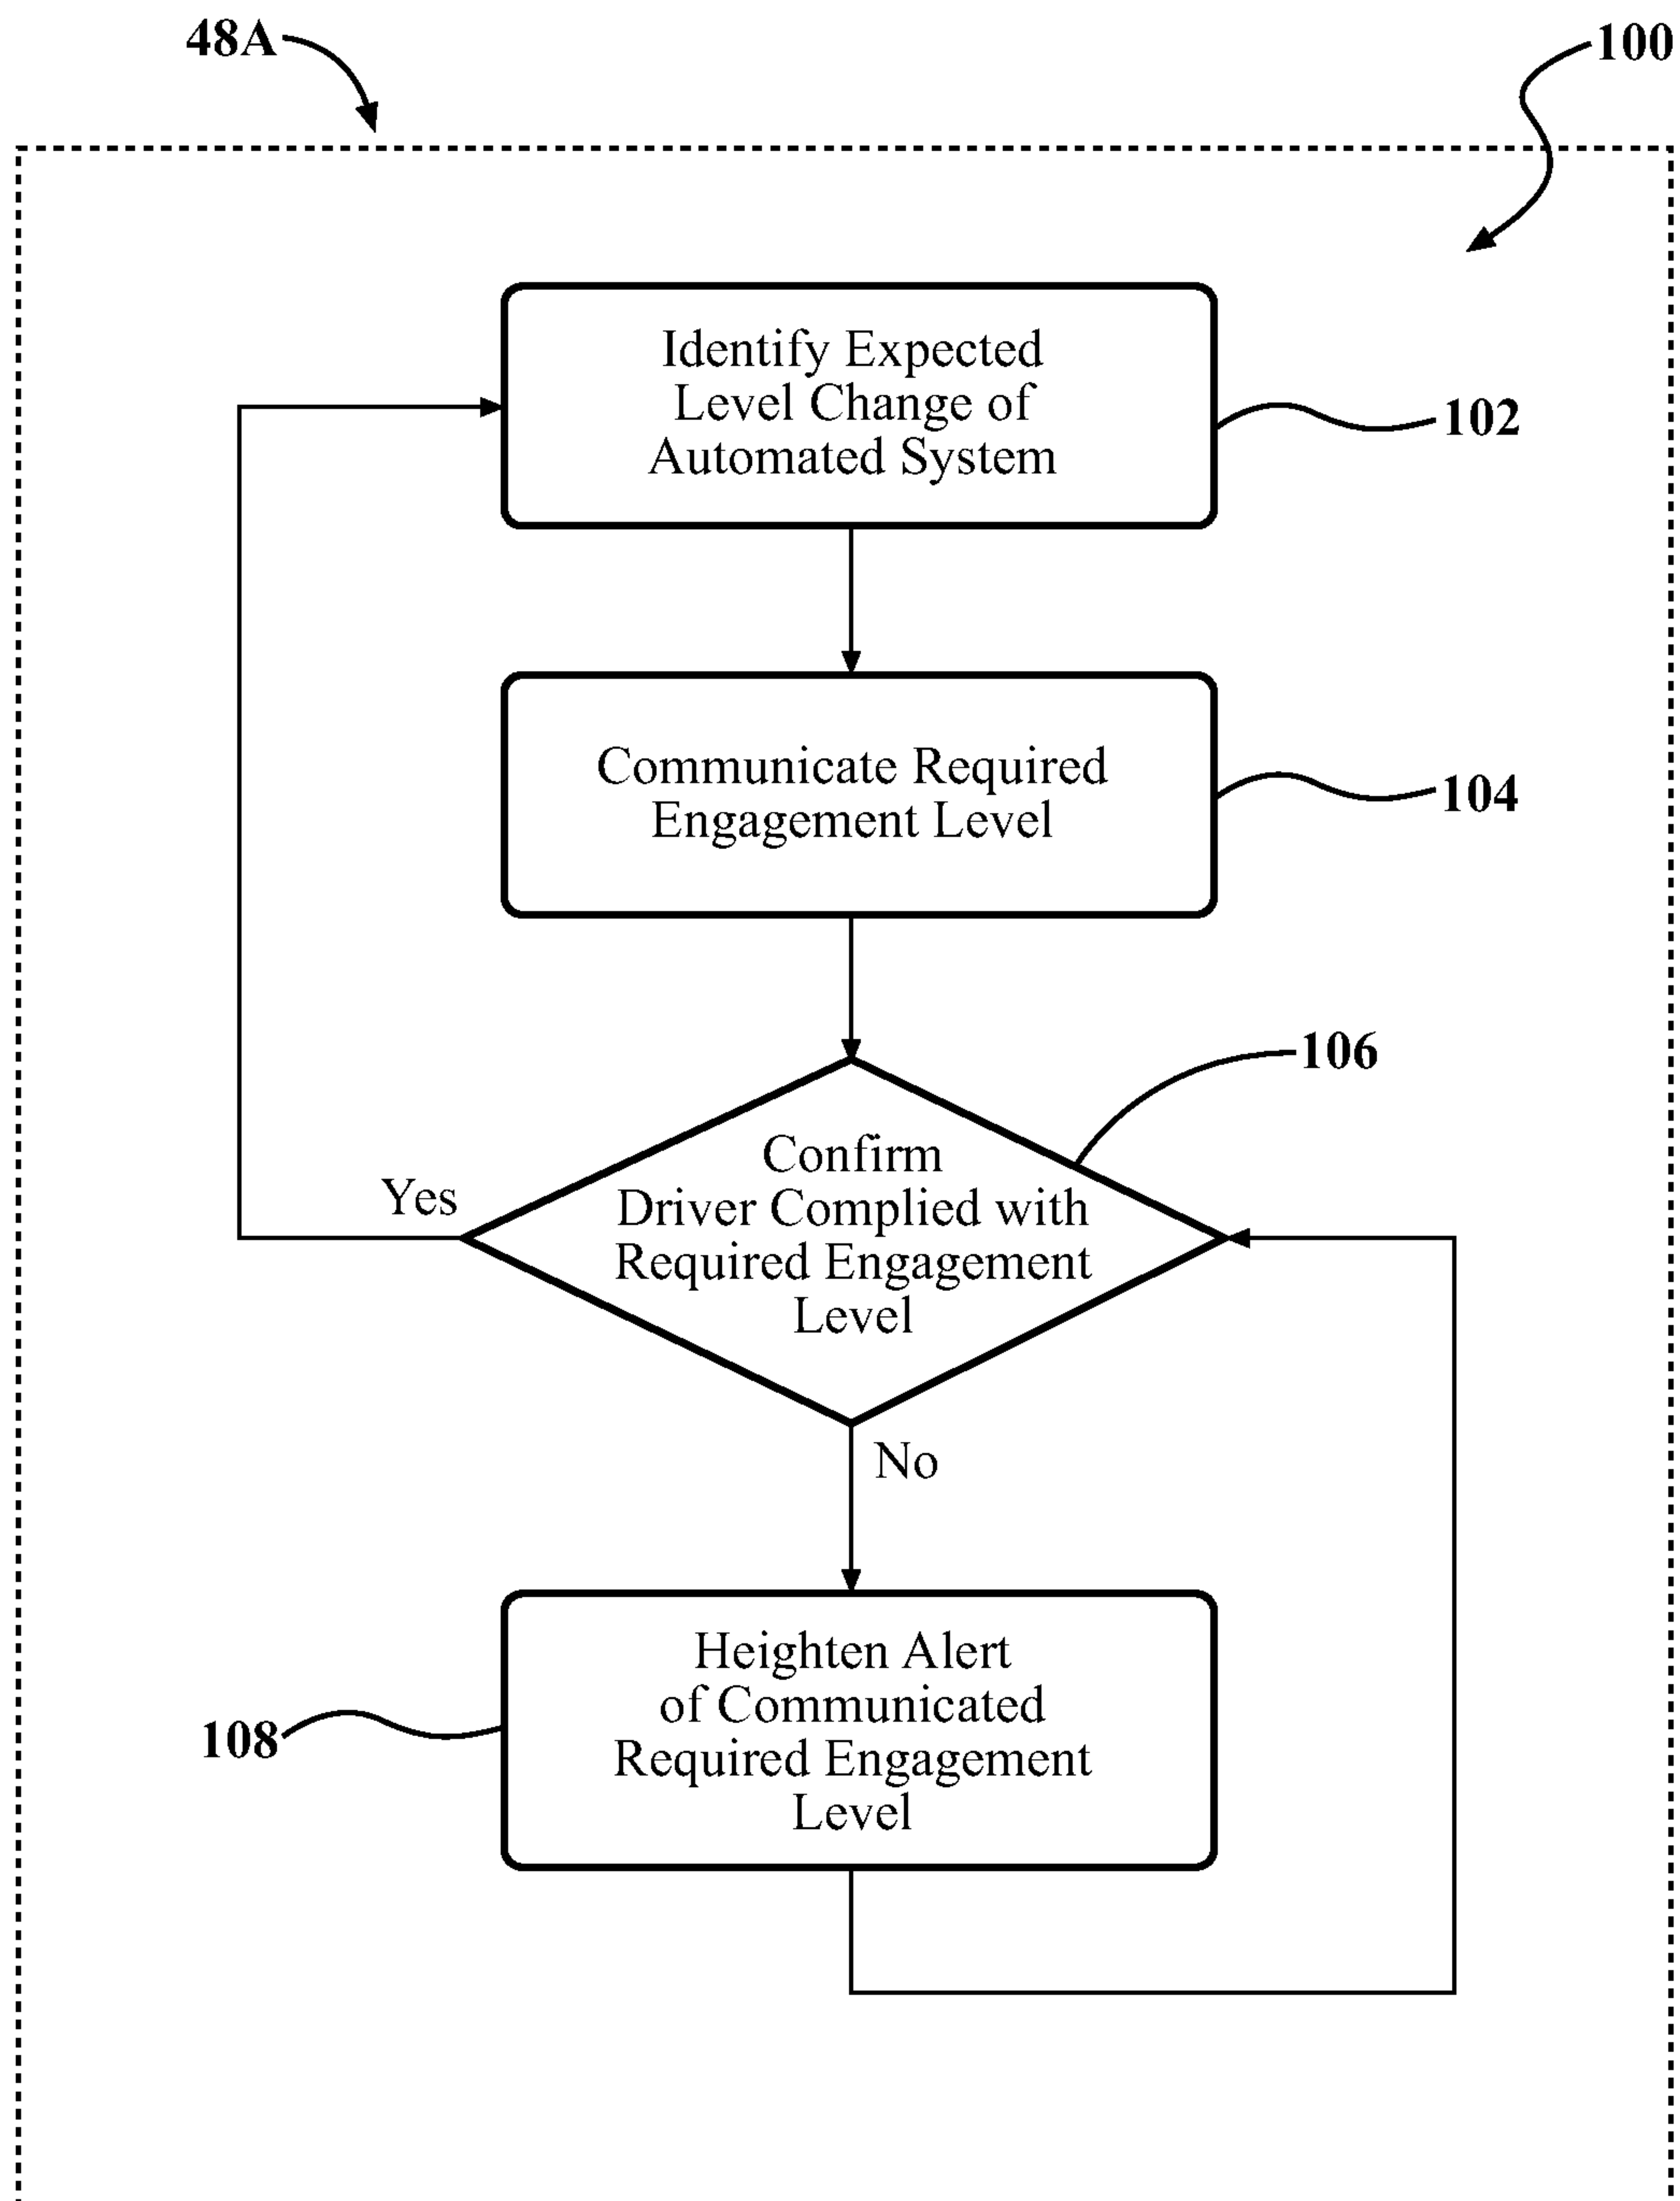 48A
100
Identify Expected
Level Change of
Automated System
102
Communicate Required
Engagement Level
104
106
Confirm
Driver Complied with
Required Engagement
Level
Yes
No
Heighten Alert
of Communicated
Required Engagement
Level
108